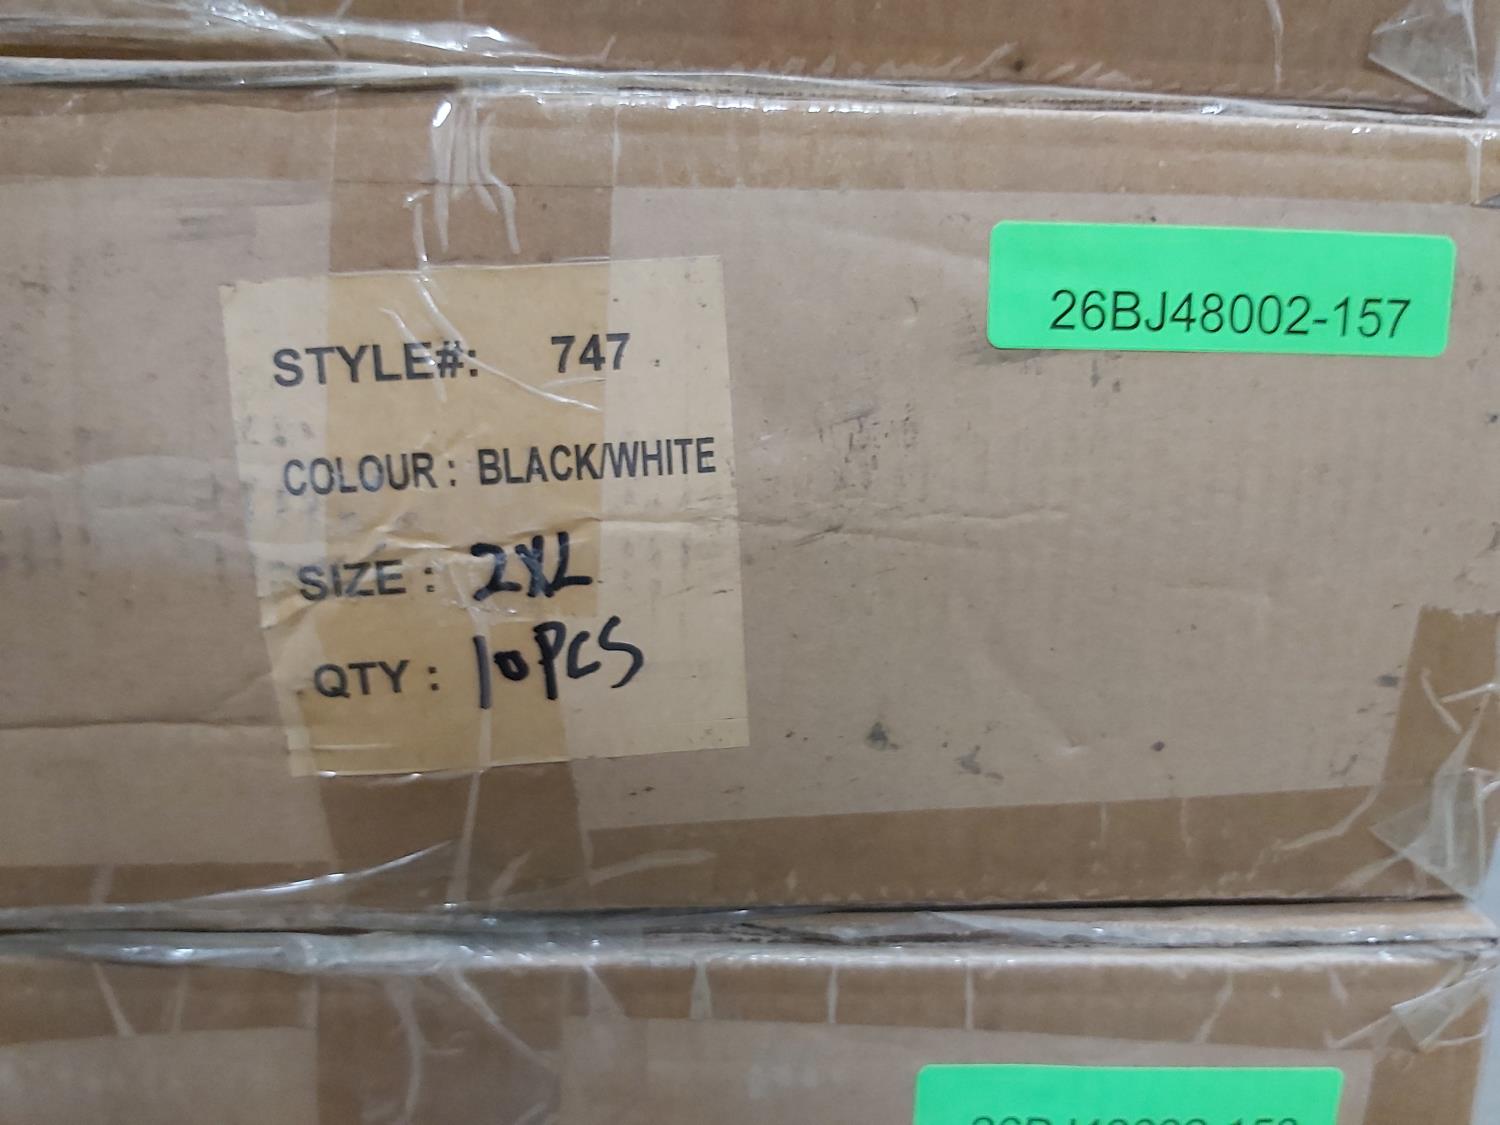 26BJ48002-157
STYLE#: 747
COLOUR: BLACK/WHITE
SIZE: 2XL
QTY: 10PCS